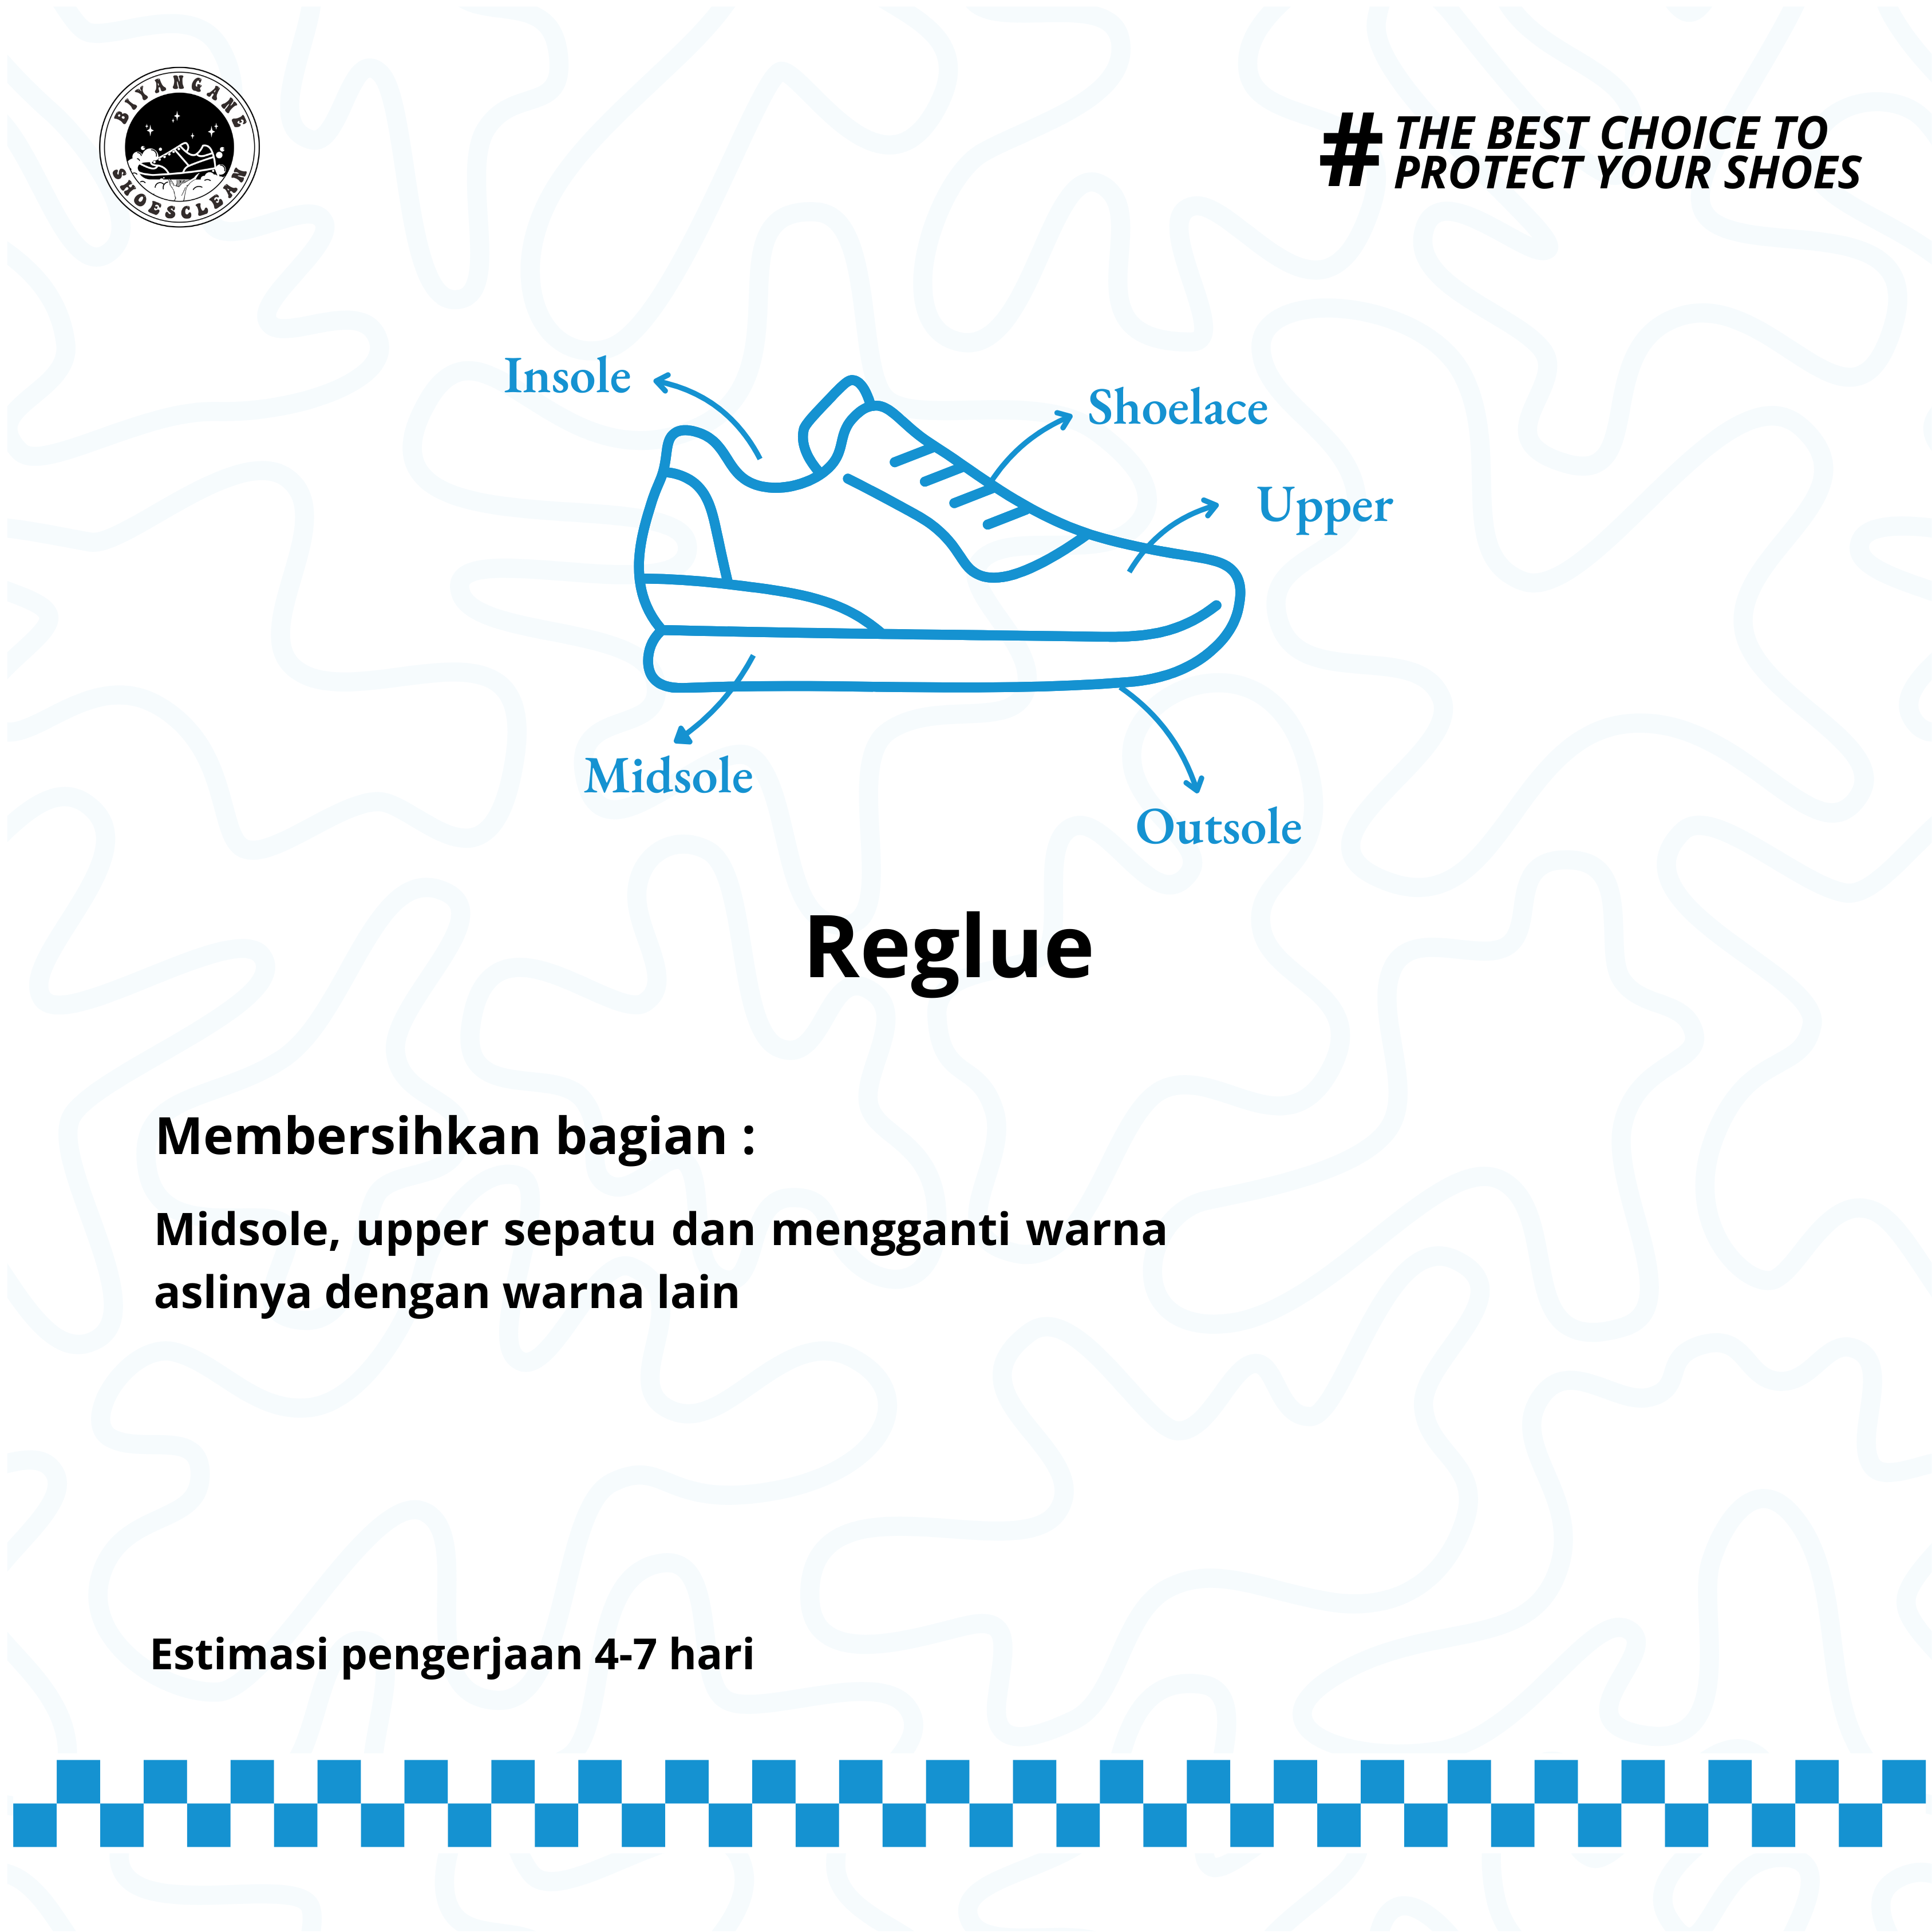 BIYANGANE
SHOESCLEAN
# THE BEST CHOICE TO
PROTECT YOUR SHOES
Insole
Shoelace
Upper
Midsole
Outsole
Reglue
Membersihkan bagian :
Midsole, upper sepatu dan mengganti warna
aslinya dengan warna lain
Estimasi pengerjaan 4-7 hari